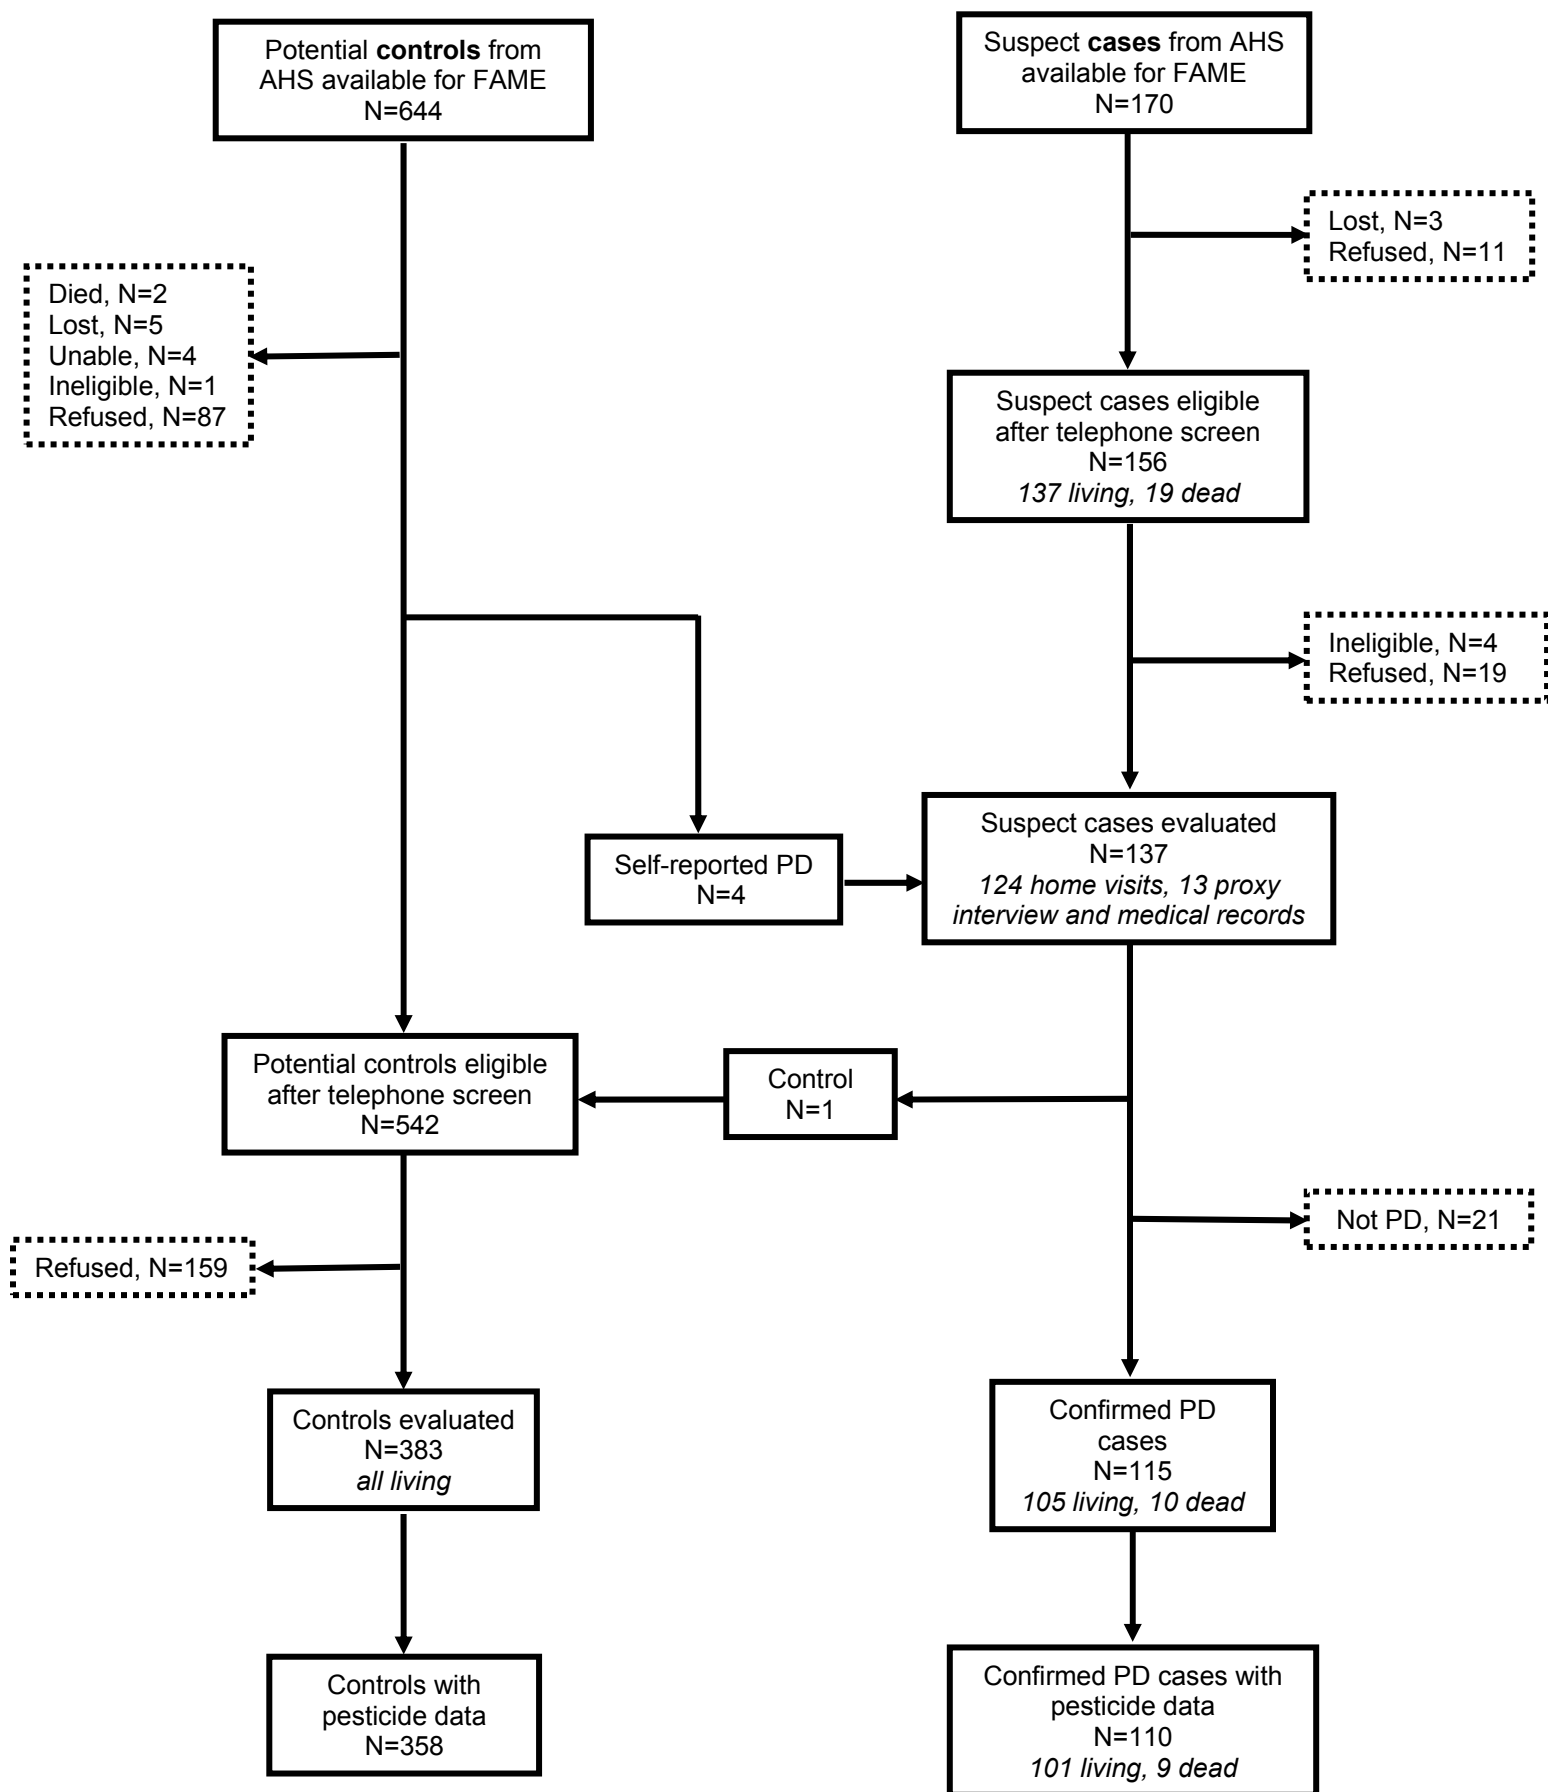 Potential controls from
AHS available for FAME
N=644
Suspect cases from AHS
available for FAME
N=170
Lost, N=3
Refused, N=11
Died, N=2
Lost, N=5
Unable, N=4
Ineligible, N=1
Refused, N=87
Suspect cases eligible
after telephone screen
N=156
137 living, 19 dead
Ineligible, N=4
Refused, N=19
Suspect cases evaluated
N=137
124 home visits, 13 proxy
interview and medical records
Self-reported PD
N=4
Potential controls eligible
after telephone screen
N=542
Control
N=1
Not PD, N=21
Refused, N=159
Controls evaluated
N=383
all living
Confirmed PD
cases
N=115
105 living, 10 dead
Controls with
pesticide data
N=358
Confirmed PD cases with
pesticide data
N=110
101 living, 9 dead